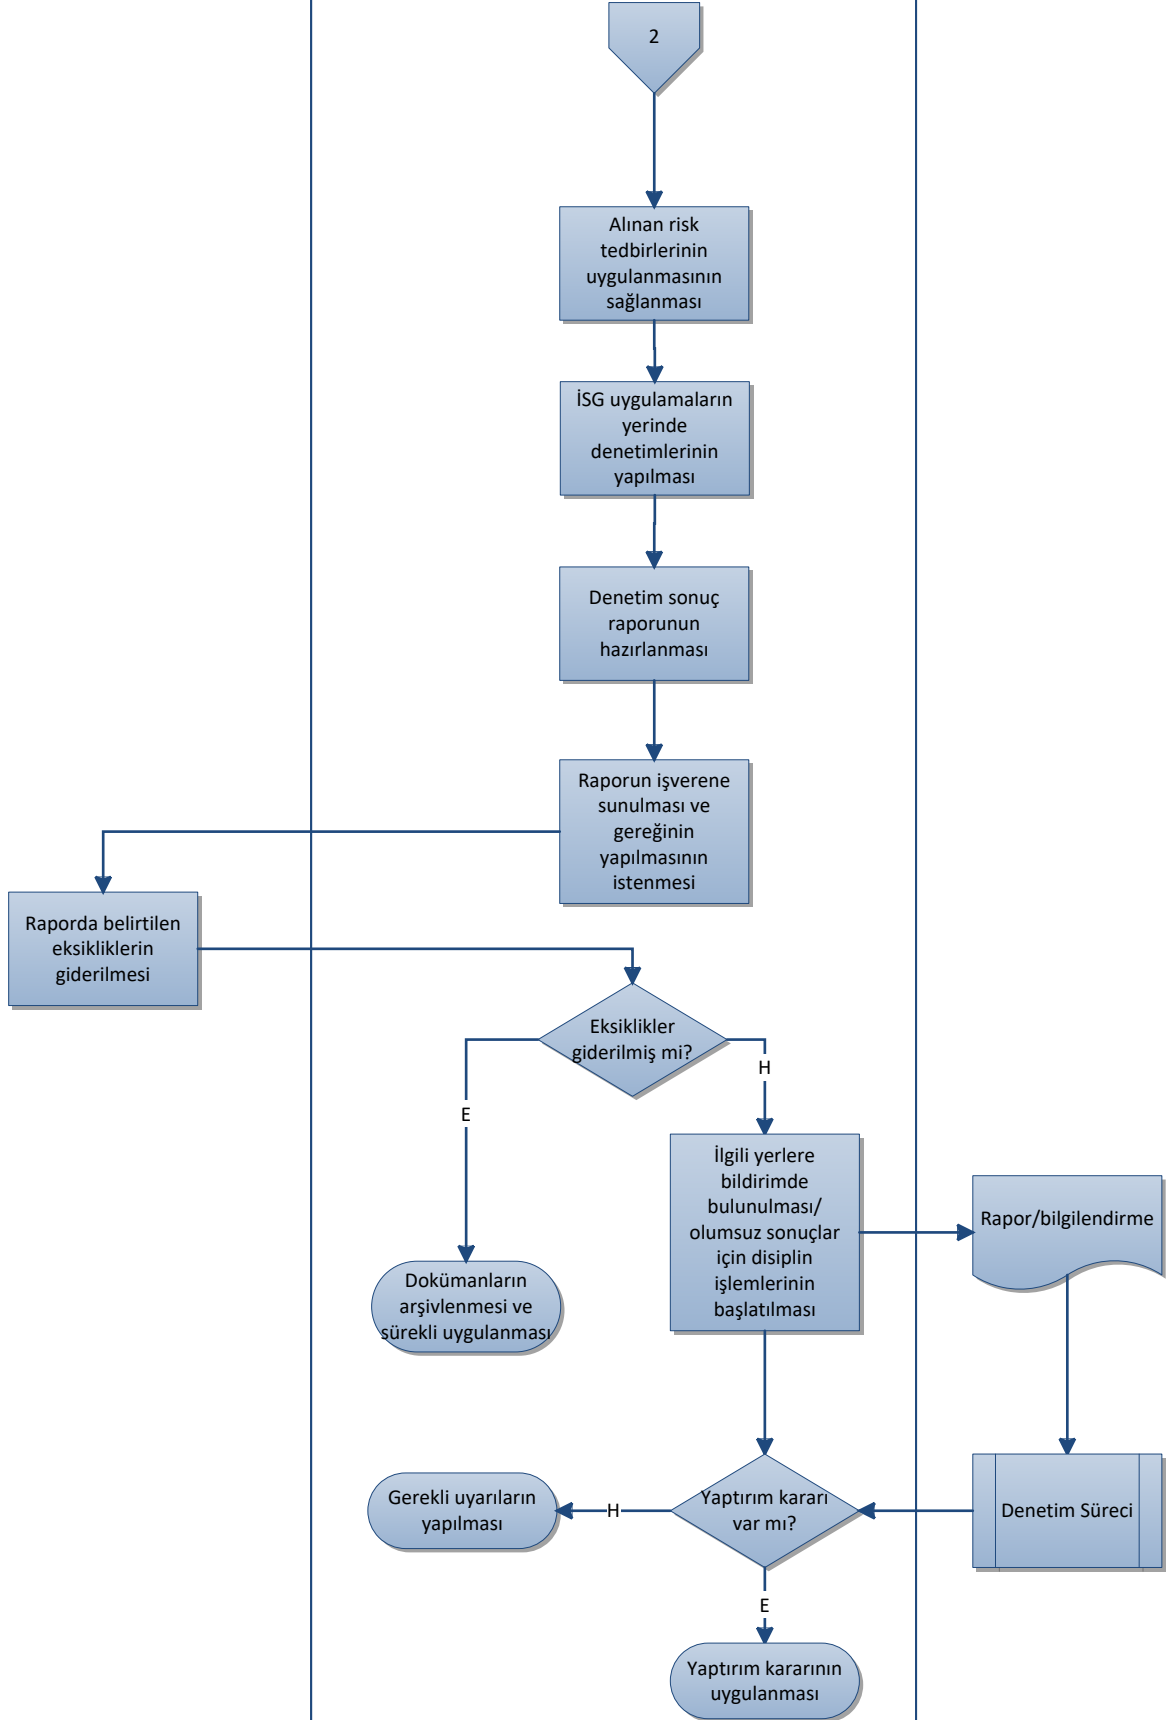 2
Alınan risk
tedbirlerinin
uygulanmasının
sağlanması
İSG uygulamaların
yerinde
denetimlerinin
yapılması
Denetim sonuç
raporunun
hazırlanması
Raporun işverene
sunulması ve
gereğinin
yapılmasının
istenmesi
Raporda belirtilen
eksikliklerin
giderilmesi
Eksiklikler
giderilmiş mi?
H
E
İlgili yerlere
bildirimde
bulunulması/
olumsuz sonuçlar
için disiplin
işlemlerinin
başlatılması
Rapor/bilgilendirme
Dokümanların
arşivlenmesi ve
sürekli uygulanması
Gerekli uyarıların
yapılması
H
Yaptırım kararı
var mı?
Denetim Süreci
E
Yaptırım kararının
uygulanması